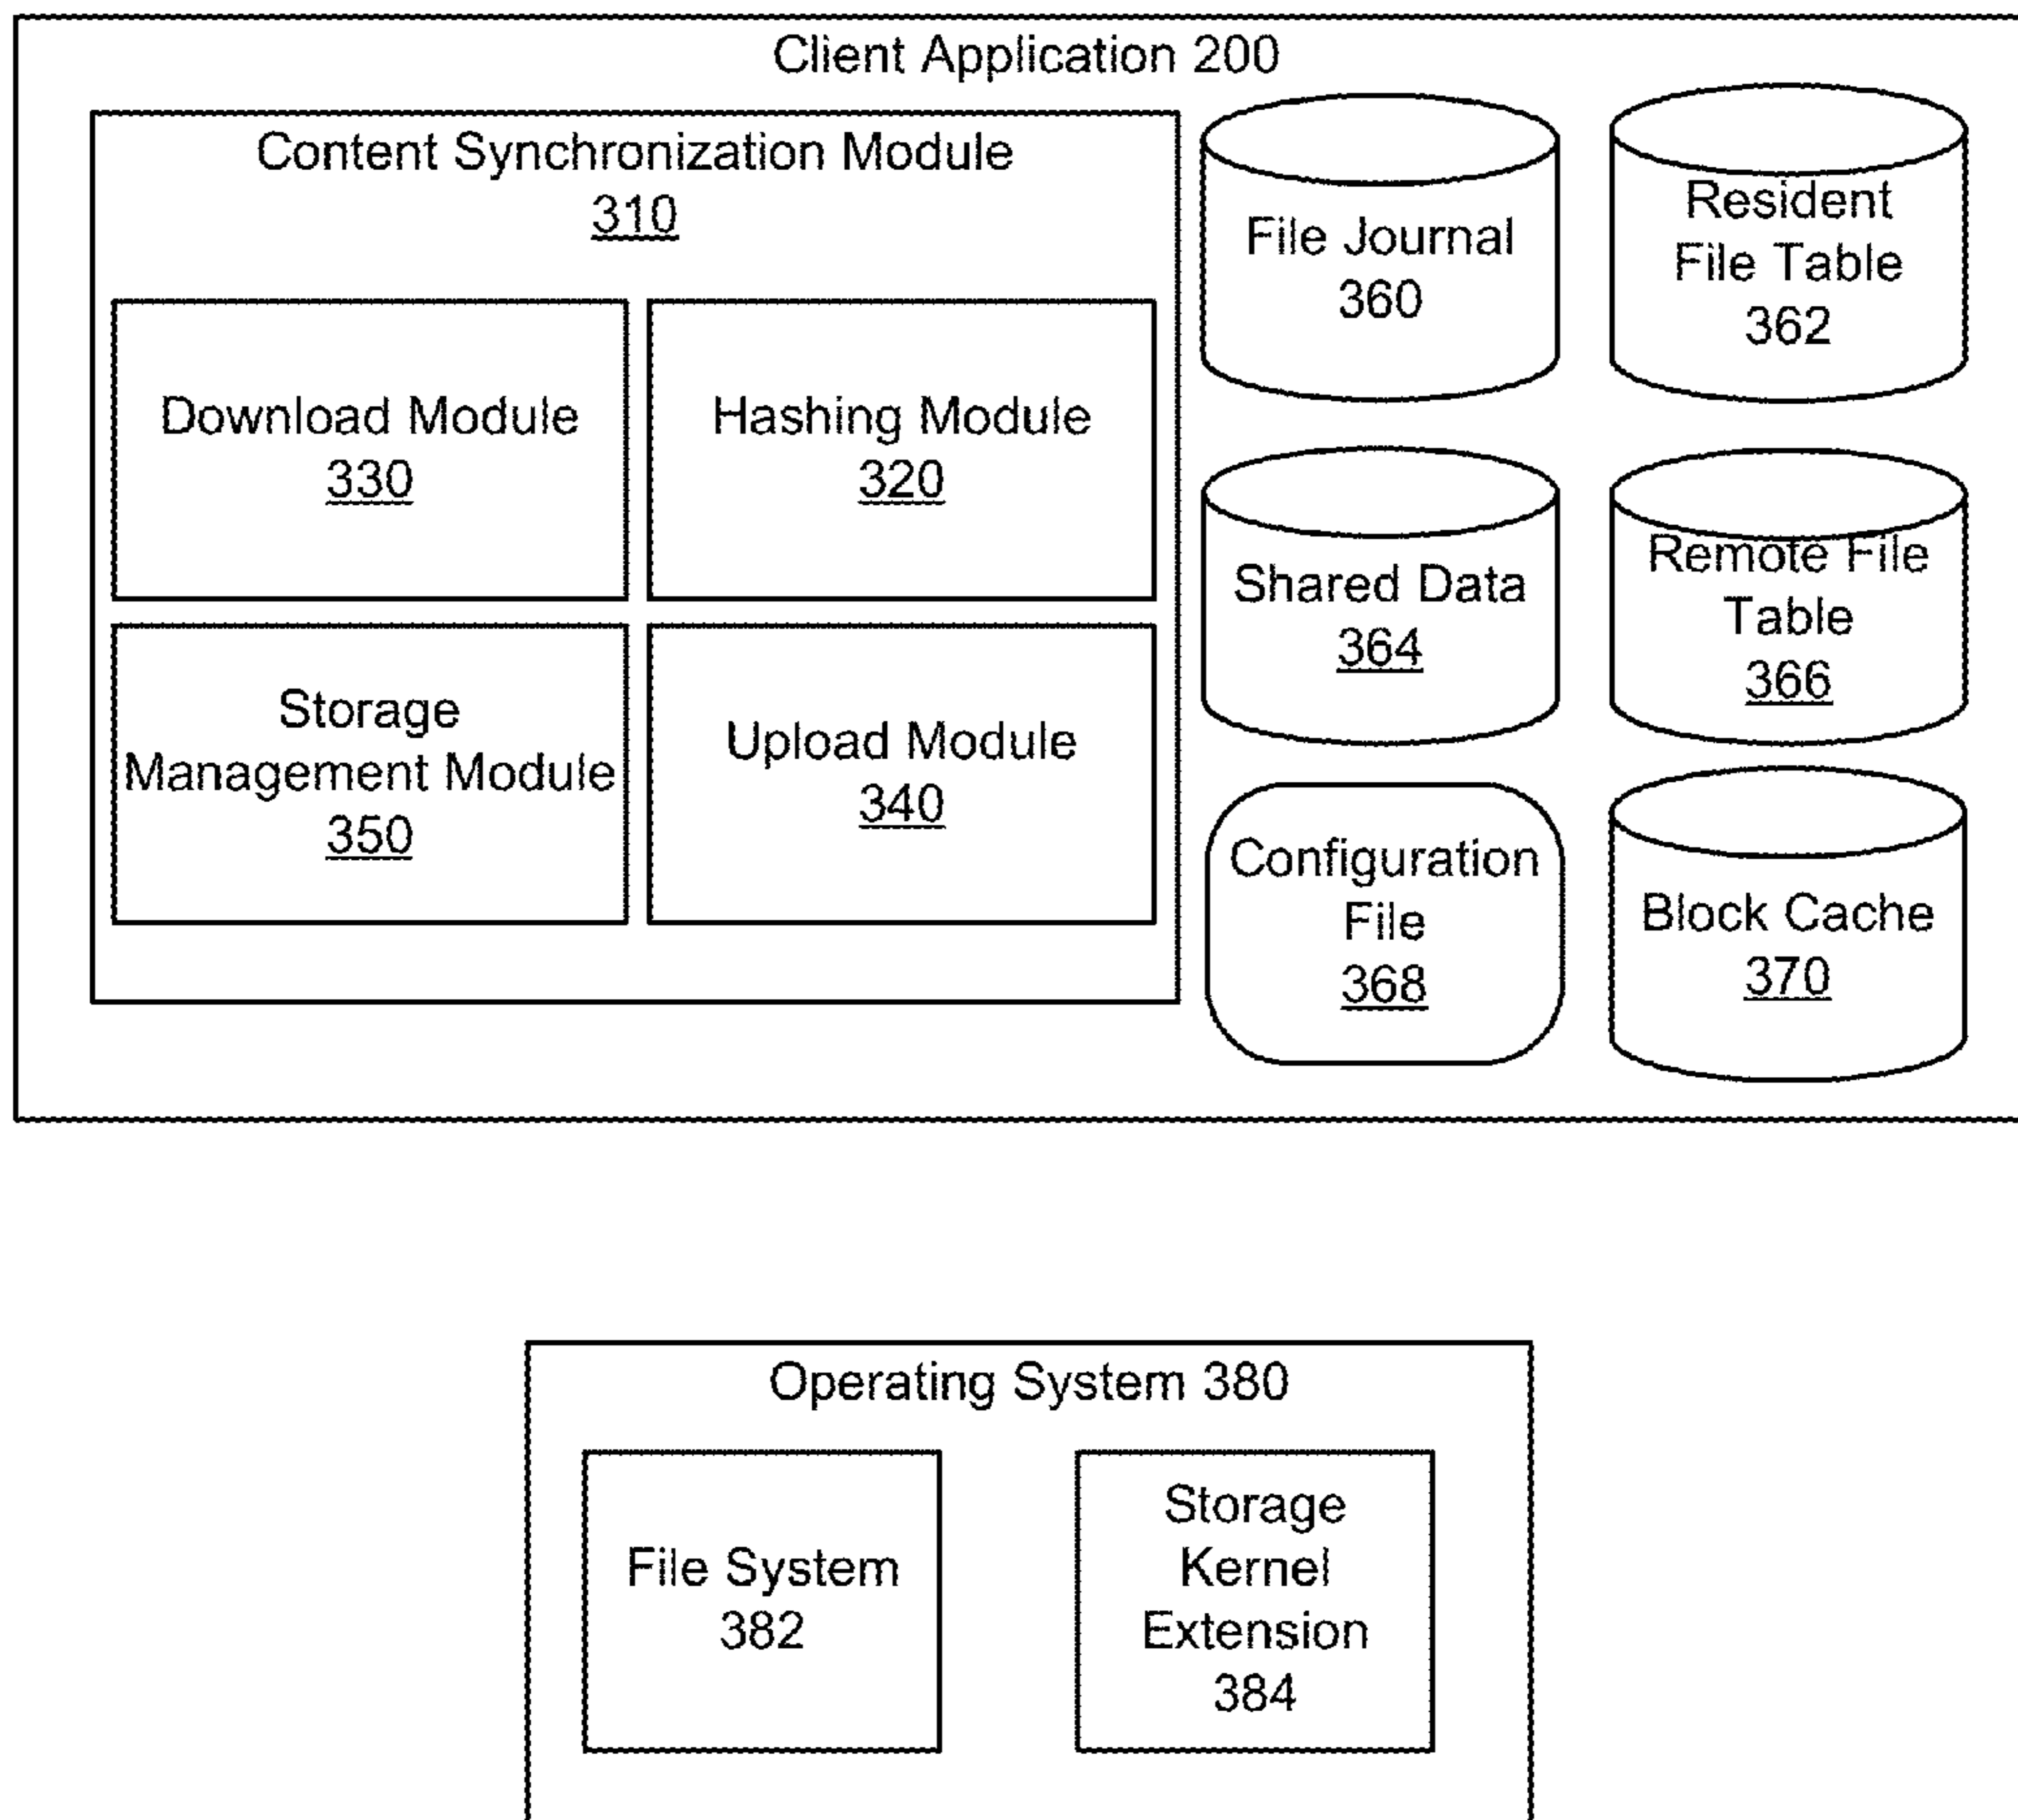 Client Application 200
Content Synchronization Module
310
Download Module
330
Hashing Module
320
Storage
Management Module
350
Upload Module
340
File Journal
360
Resident
File Table
362
Shared Data
364
Remote File
Table
366
Configuration
File
368
Block Cache
370
Operating System 380
File System
382
Storage
Kernel
Extension
384